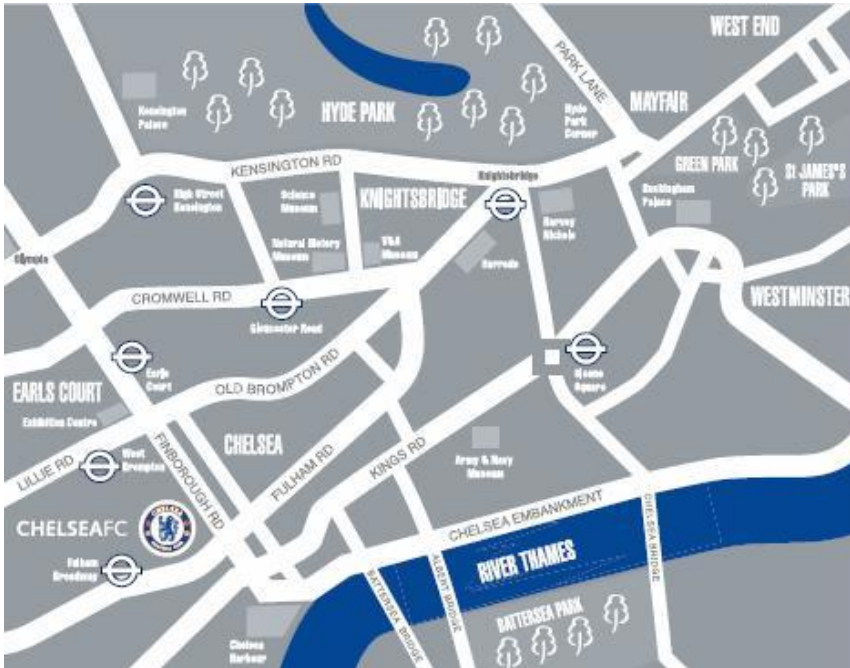 WEST END
PARK LANE
MAYFAIR
Kensington
Palace
HYDE PARK
Hyde
Park
Corner
GREEN PARK
ST JAMES'S
PARK
KENSINGTON RD
Knightsbridge
High Street
Kensington
Science
Museum
KNIGHTSBRIDGE
Harvey
Nichols
Buckingham
Palace
Natural History
Museum
V&A
Museum
Harrods
Olympia
CROMWELL RD
Gloucester Road
WESTMINSTER
Earls
Court
Sloane
Square
EARLS COURT
OLD BROMPTON RD
Exhibition Centre
CHELSEA
LILLIE RD
West
Brompton
FINBOROUGH RD
FULHAM RD
KINGS RD
Army & Navy
Museum
CHELSEA FC
CHELSEA EMBANKMENT
CHELSEA BRIDGE
Fulham
Broadway
RIVER THAMES
BATTERSEA BRIDGE
ALBERT BRIDGE
BATTERSEA PARK
Chelsea
Harbour